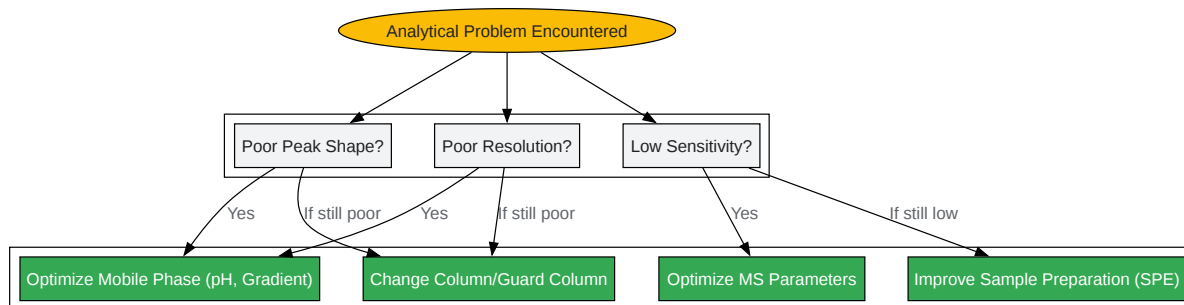 Analytical Problem Encountered
Poor Peak Shape?
Poor Resolution?
Low Sensitivity?
Yes
If still poor
Yes
If still poor
Yes
If still low
Optimize Mobile Phase (pH, Gradient)
Change Column/Guard Column
Optimize MS Parameters
Improve Sample Preparation (SPE)